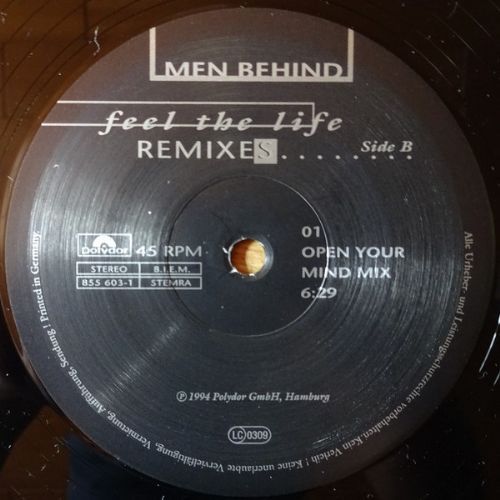 MEN BEHIND
feel the life
REMIXES........
Side B
polydor
45 RPM
STEREO B.I.E.M.
855 603-1 STEMRA
01
OPEN YOUR
MIND MIX
6:29
℗ 1994 Polydor GmbH, Hamburg
LC 0309
Alle Urheber- und Leistungsschutzrechte vorbehalten. Kein Verleih! Keine unerlaubte Vervielfältigung, Vermietung, Aufführung, Sendung! Printed in Germany